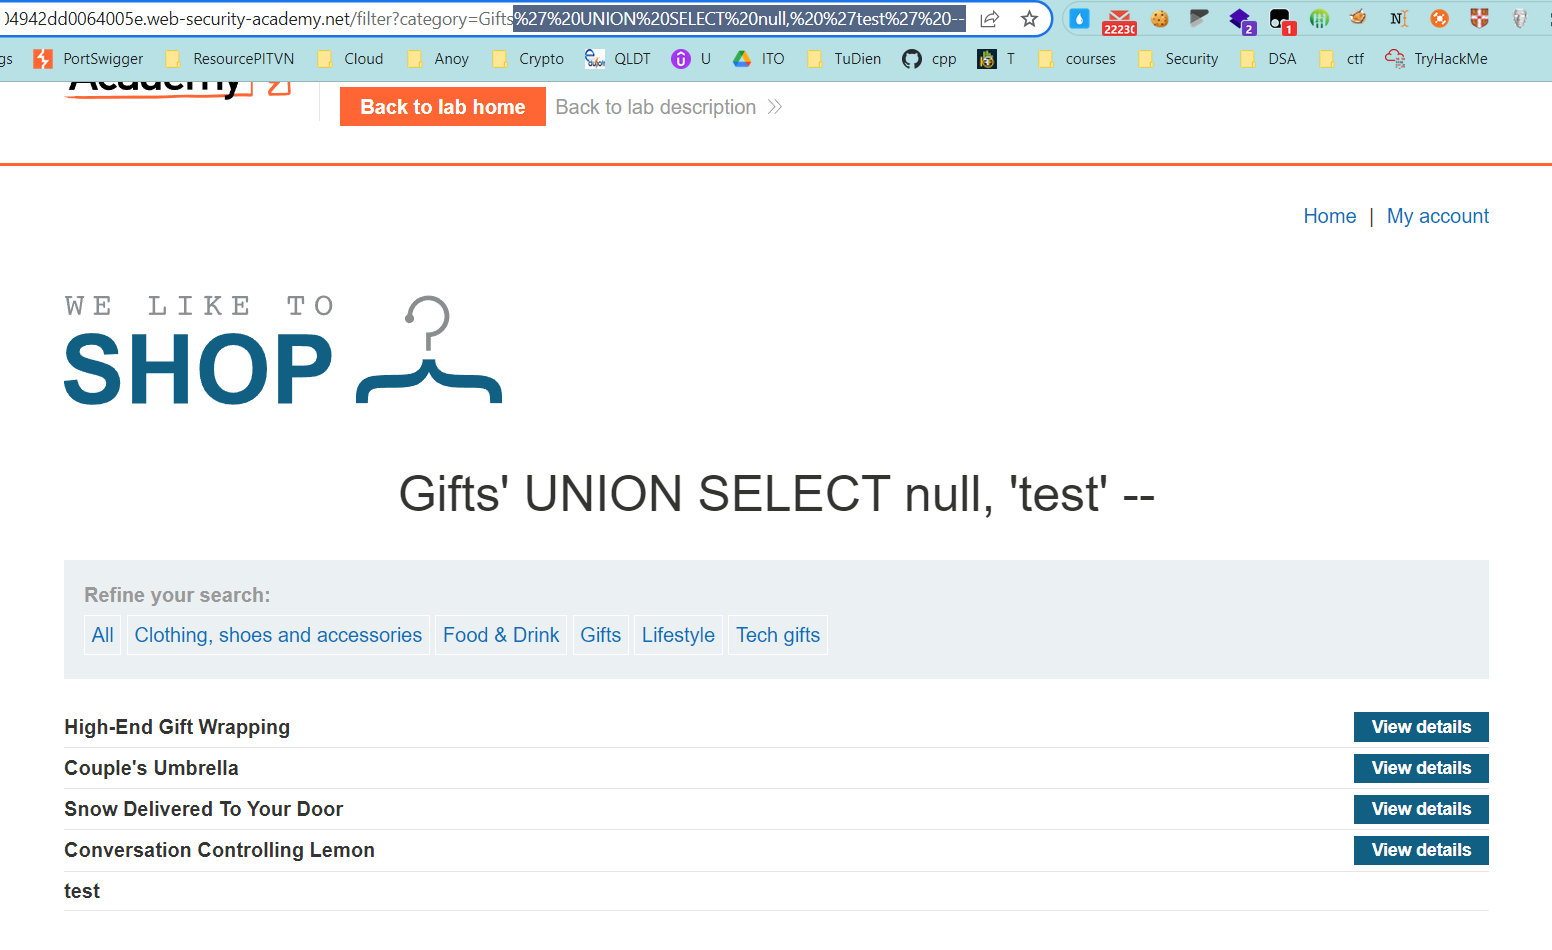 04942dd0064005e.web-security-academy.net/filter?category=Gifts%27%20UNION%20SELECT%20null,%20%27test%27%20--
2223( 2 1 N
gs PortSwigger ResourcePITVN Cloud Anoy Crypto QLDT U ITO TuDien cpp T courses Security DSA ctf TryHackMe
Academy
Back to lab home Back to lab description
Home | My account
WE LIKE TO
SHOP
Gifts' UNION SELECT null, 'test' --
Refine your search:
All Clothing, shoes and accessories Food & Drink Gifts Lifestyle Tech gifts
High-End Gift Wrapping View details
Couple's Umbrella View details
Snow Delivered To Your Door View details
Conversation Controlling Lemon View details
test